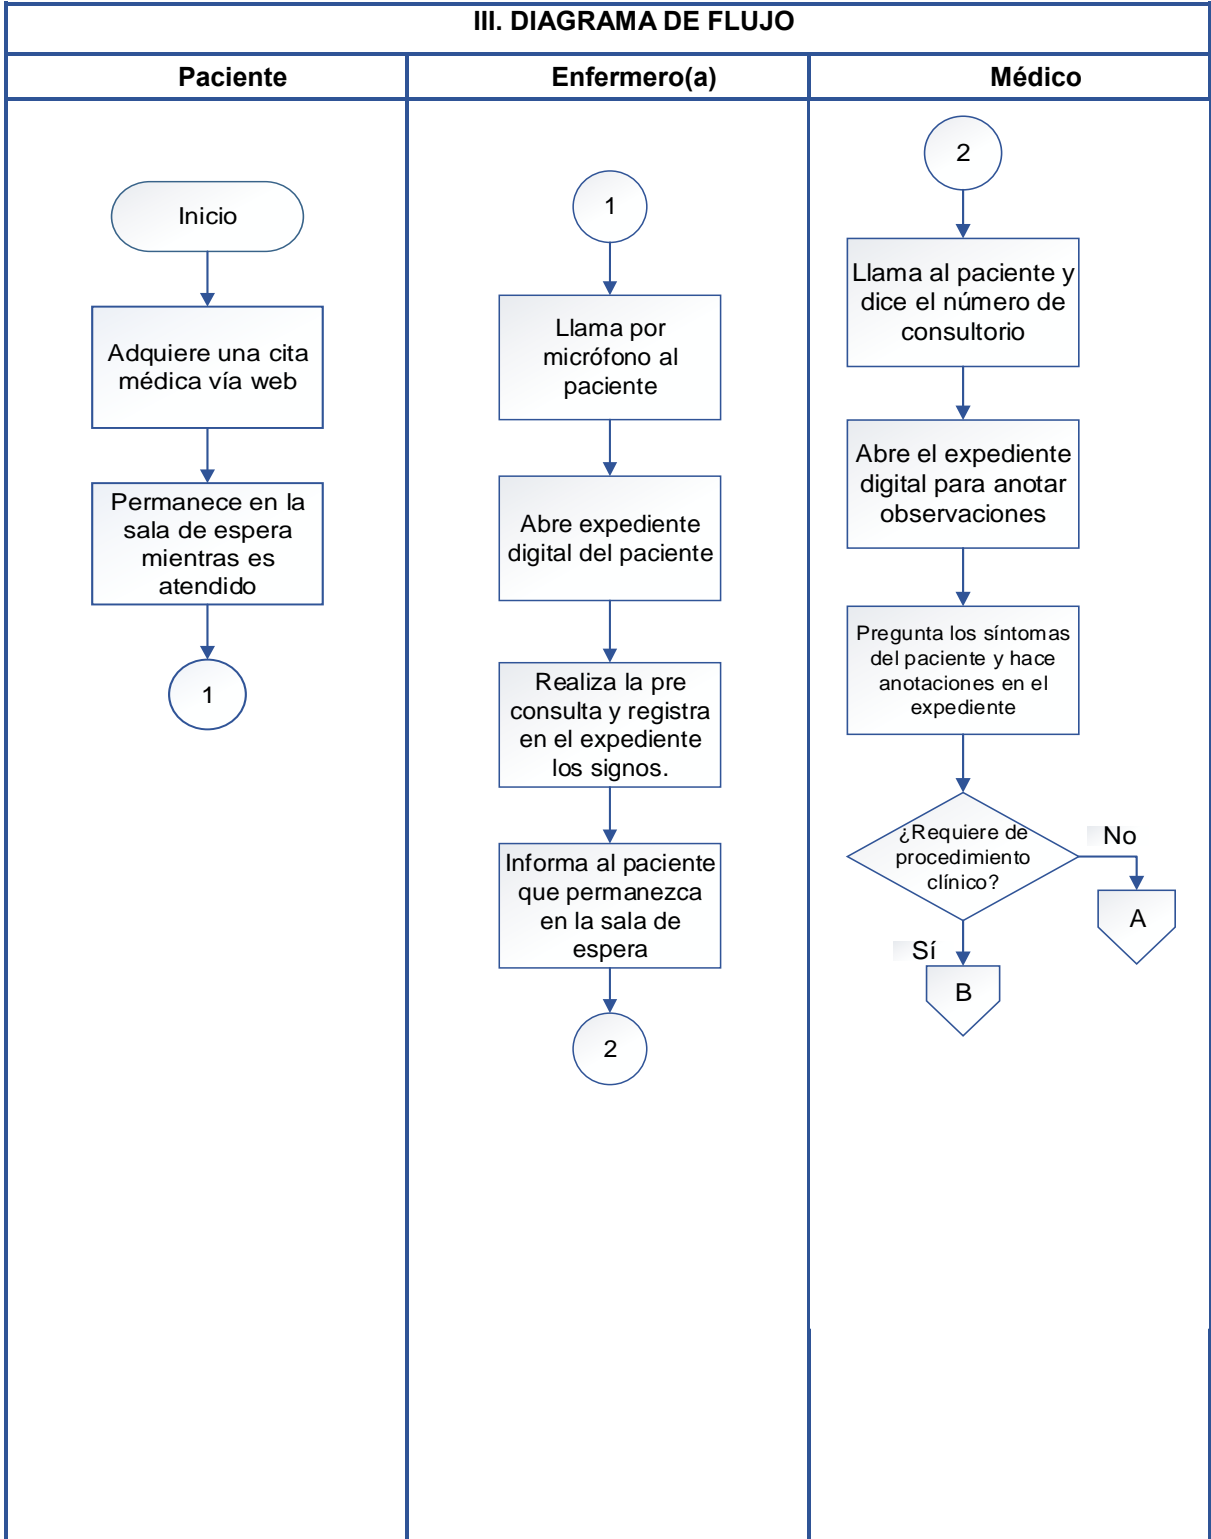 III. DIAGRAMA DE FLUJO
Paciente
Enfermero(a)
Médico
Inicio
Adquiere una cita
médica vía web
Permanece en la
sala de espera
mientras es
atendido
1
1
Llama por
micrófono al
paciente
Abre expediente
digital del paciente
Realiza la pre
consulta y registra
en el expediente
los signos.
Informa al paciente
que permanezca
en la sala de
espera
2
2
Llama al paciente y
dice el número de
consultorio
Abre el expediente
digital para anotar
observaciones
Pregunta los síntomas
del paciente y hace
anotaciones en el
expediente
¿Requiere de
procedimiento
clínico?
No
A
Sí
B